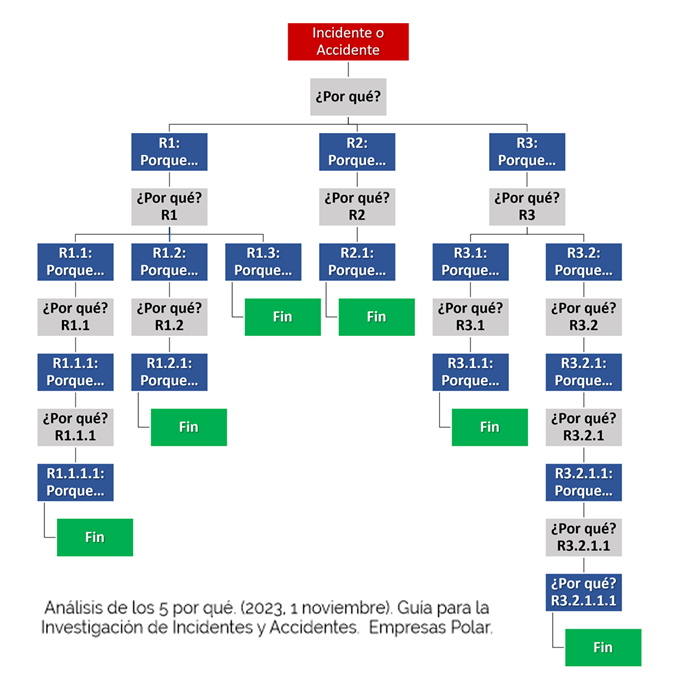 Incidente o
Accidente
¿Por qué?
R1:
Porque...
R2:
Porque...
R3:
Porque...
¿Por qué?
R1
¿Por qué?
R2
¿Por qué?
R3
R1.1:
Porque...
R1.2:
Porque...
R1.3:
Porque...
R2.1:
Porque...
R3.1:
Porque...
R3.2:
Porque...
¿Por qué?
R1.1
¿Por qué?
R1.2
Fin
Fin
¿Por qué?
R3.1
¿Por qué?
R3.2
R1.1.1:
Porque...
R1.2.1:
Porque...
R3.1.1:
Porque...
R3.2.1:
Porque...
¿Por qué?
R1.1.1
Fin
Fin
¿Por qué?
R3.2.1
R1.1.1.1:
Porque...
R3.2.1.1:
Porque...
Fin
¿Por qué?
R3.2.1.1
¿Por qué?
R3.2.1.1.1
Fin
Análisis de los 5 por qué. (2023, 1 noviembre). Guía para la
Investigación de Incidentes y Accidentes. Empresas Polar.